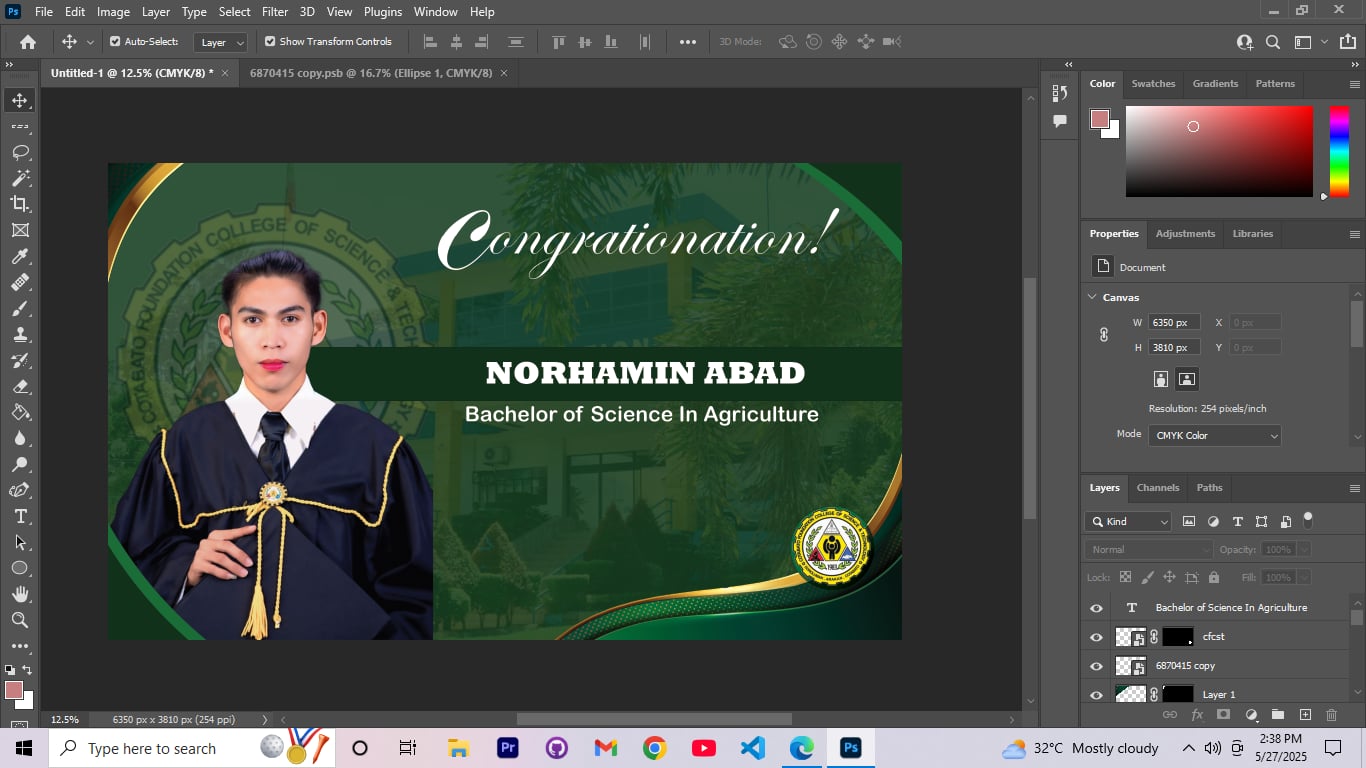 Ps File Edit Image Layer Type Select Filter 3D View Plugins Window Help
Auto-Select: Layer Show Transform Controls 3D Mode:
Untitled-1 @ 12.5% (CMYK/8) * × 6870415 copy.psb @ 16.7% (Ellipse 1, CMYK/8) ×
Color Swatches Gradients Patterns
COTABATO FOUNDATION COLLEGE OF SCIENCE & TECHNOLOGY
Congrationation!
NORHAMIN ABAD
Bachelor of Science In Agriculture
Properties Adjustments Libraries
Document
Canvas
W 6350 px X 0 px
H 3810 px Y 0 px
Resolution: 254 pixels/inch
Mode CMYK Color
Layers Channels Paths
Kind
Normal Opacity: 100%
Lock: Fill: 100%
T Bachelor of Science In Agriculture
cfcst
6870415 copy
Layer 1
fx
12.5% 6350 px x 3810 px (254 ppi)
Type here to search
Pr
Ps
32°C Mostly cloudy
2:38 PM
5/27/2025